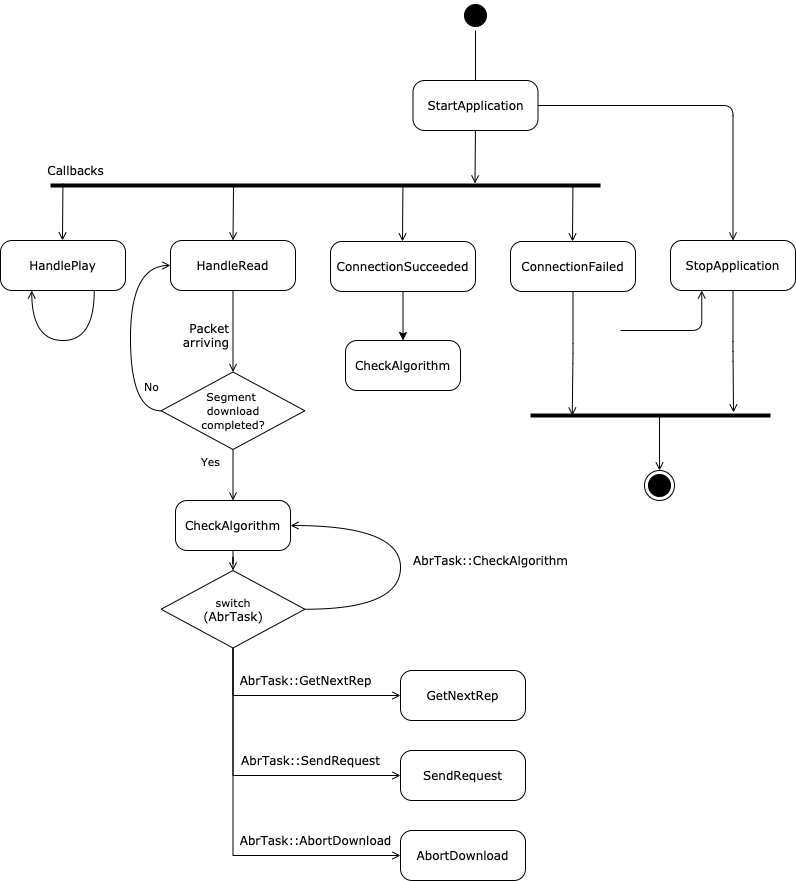 StartApplication
Callbacks
HandlePlay
HandleRead
ConnectionSucceeded
ConnectionFailed
StopApplication
Packet
arriving
CheckAlgorithm
No
Segment
download
completed?
Yes
CheckAlgorithm
AbrTask::CheckAlgorithm
switch
(AbrTask)
AbrTask::GetNextRep
GetNextRep
AbrTask::SendRequest
SendRequest
AbrTask::AbortDownload
AbortDownload